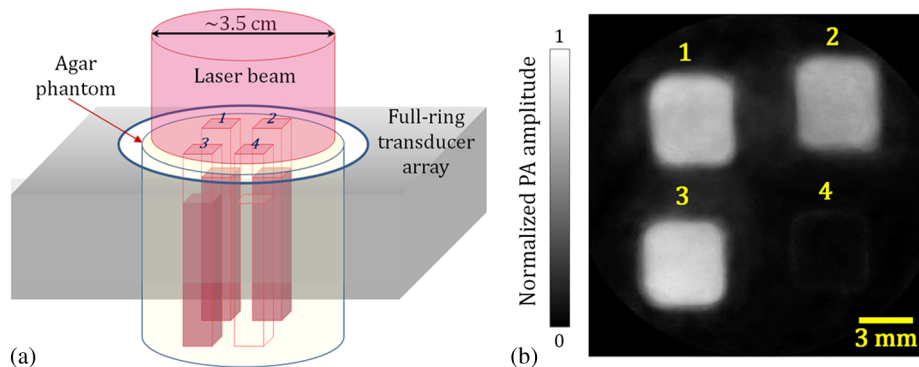 ~3.5 cm
Laser beam
Agar
phantom
Full-ring
transducer
array
1
2
3
4
(a)
1
Normalized PA amplitude
0
1
2
3
4
3 mm
(b)